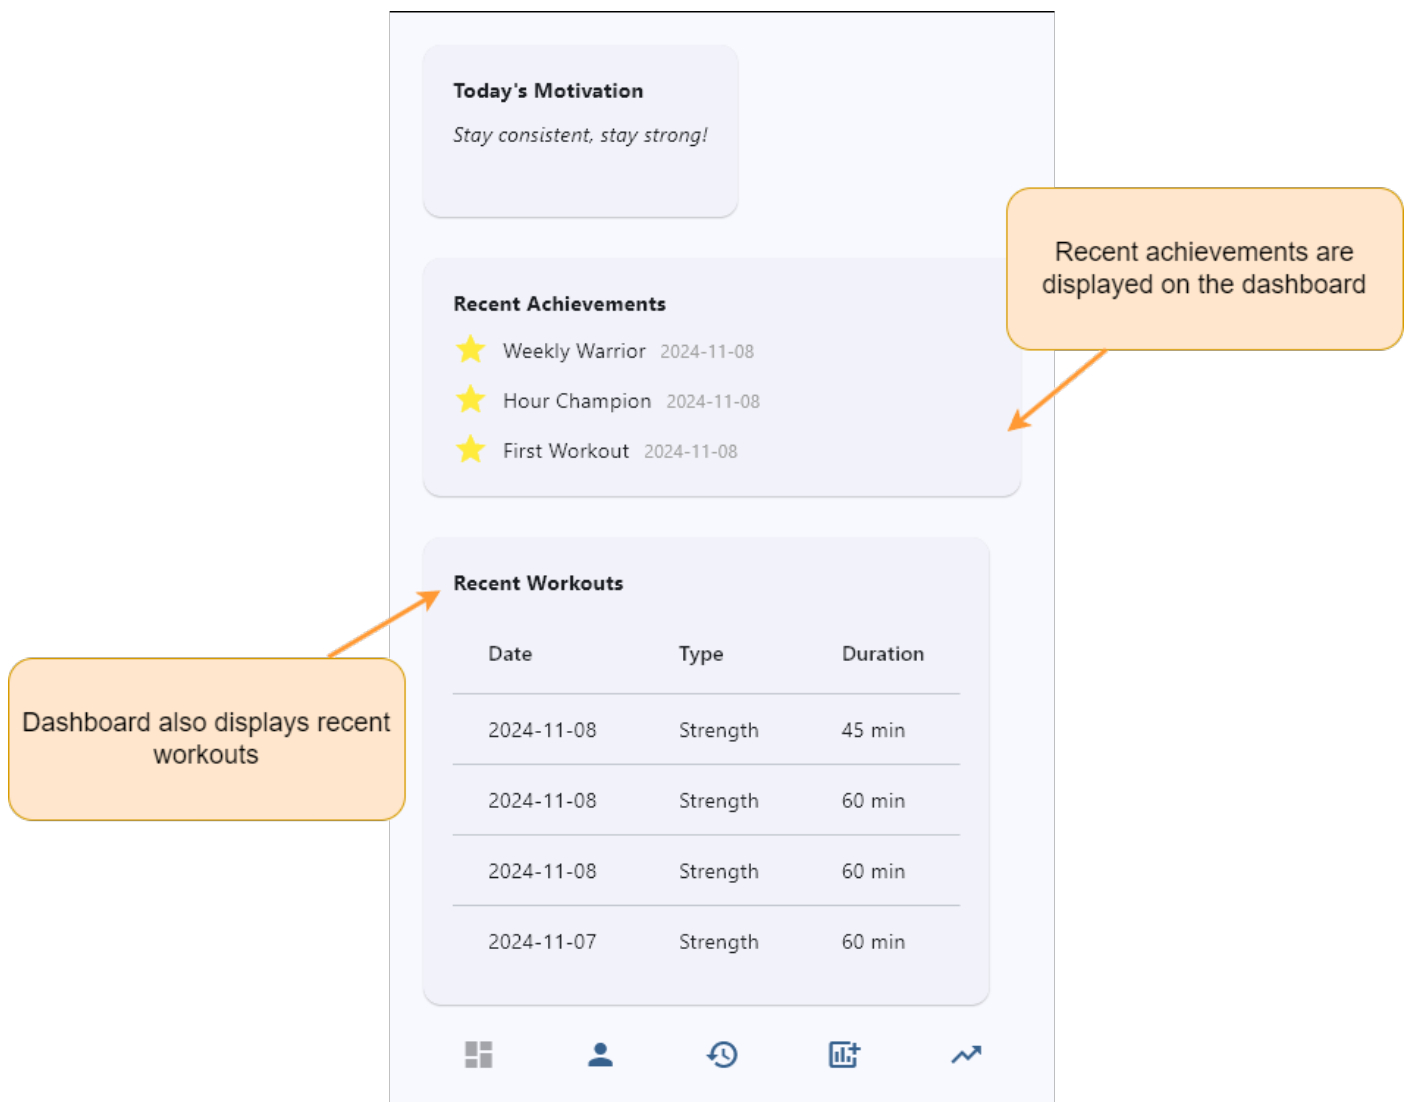 Today's Motivation
Stay consistent, stay strong!
Recent achievements are
displayed on the dashboard
Recent Achievements
Weekly Warrior 2024-11-08
Hour Champion 2024-11-08
First Workout 2024-11-08
Recent Workouts
Dashboard also displays recent
workouts
Date Type Duration
2024-11-08 Strength 45 min
2024-11-08 Strength 60 min
2024-11-08 Strength 60 min
2024-11-07 Strength 60 min